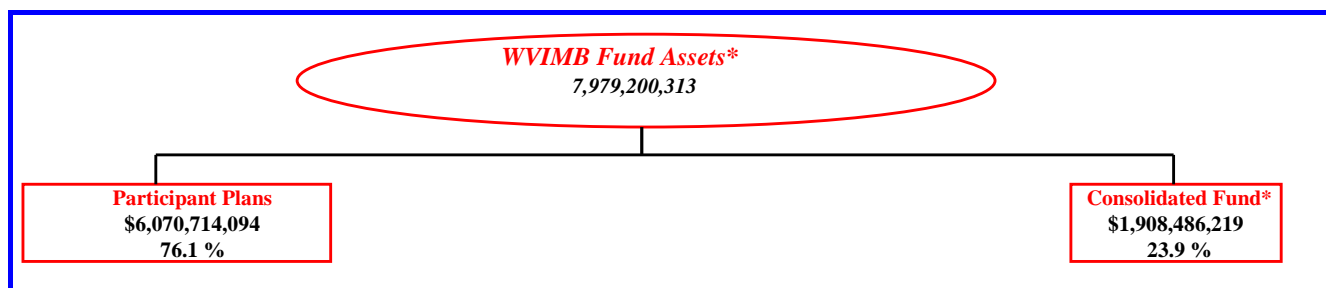 WVIMB Fund Assets*
7,979,200,313
Participant Plans
$6,070,714,094
76.1 %
Consolidated Fund*
$1,908,486,219
23.9 %